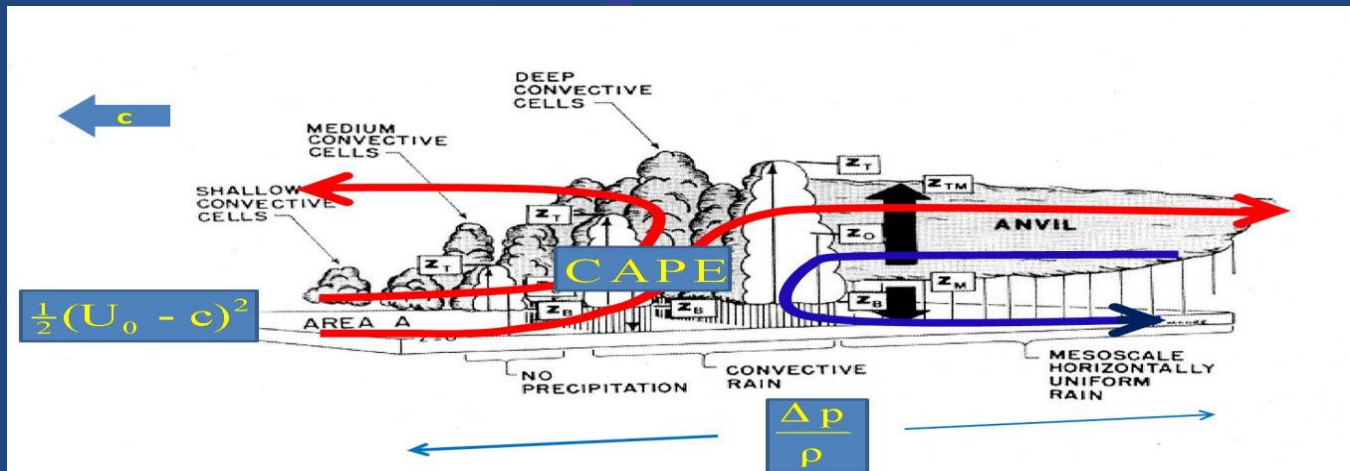 c
DEEP
CONVECTIVE
CELLS
MEDIUM
CONVECTIVE
CELLS
SHALLOW
CONVECTIVE
CELLS
Z_T
Z_TM
Z_T
Z_O
ANVIL
Z_T
CAPE
Z_M
Z_B
Z_B
Z_B
½(U₀ - c)²
AREA A
NO
PRECIPITATION
CONVECTIVE
RAIN
MESOSCALE
HORIZONTALLY
UNIFORM
RAIN
Δp
ρ